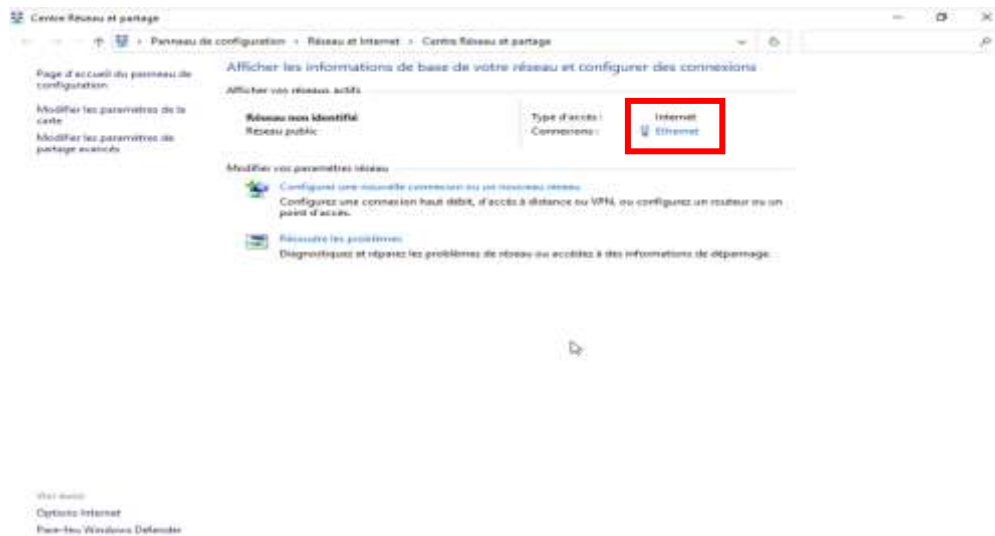 Centre Réseau et partage
Panneau de configuration > Réseau et Internet > Centre Réseau et partage
Page d'accueil du panneau de
configuration
Modifier les paramètres de la
carte
Modifier les paramètres de
partage avancés
Afficher les informations de base de votre réseau et configurer des connexions
Afficher vos réseaux actifs
Réseau non identifié
Réseau public
Type d'accès : Internet
Connexions : Ethernet
Modifier vos paramètres réseau
Configurer une nouvelle connexion ou un nouveau réseau
Configurez une connexion haut débit, d'accès à distance ou VPN, ou configurez un routeur ou un
point d'accès.
Résoudre les problèmes
Diagnostiquez et réparez les problèmes de réseau ou accédez à des informations de dépannage.
Voir aussi
Options Internet
Pare-feu Windows Defender